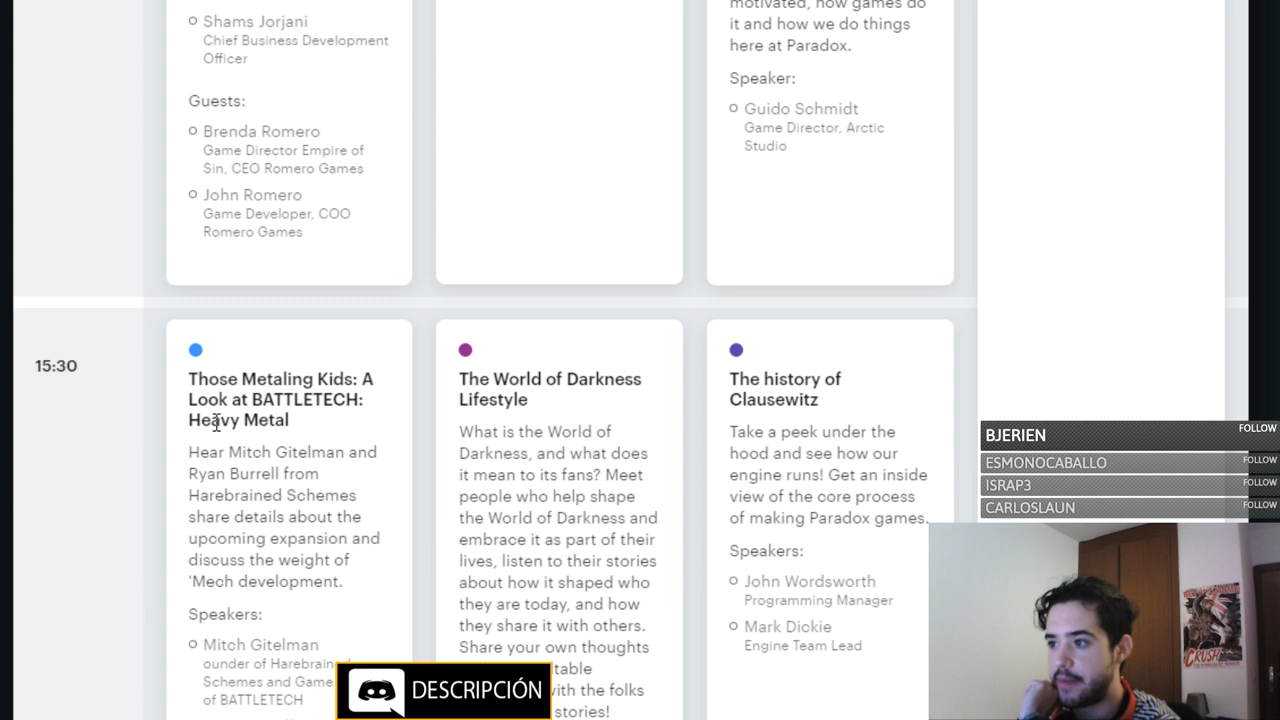 Shams Jorjani
Chief Business Development
Officer
Guests:
Brenda Romero
Game Director Empire of
Sin, CEO Romero Games
John Romero
Game Developer, COO
Romero Games
motivated, how games do
it and how we do things
here at Paradox.
Speaker:
Guido Schmidt
Game Director, Arctic
Studio
15:30
Those Metaling Kids: A
Look at BATTLETECH:
Heavy Metal
Hear Mitch Gitelman and
Ryan Burrell from
Harebrained Schemes
share details about the
upcoming expansion and
discuss the weight of
'Mech development.
Speakers:
Mitch Gitelman
ounder of Harebrained
Schemes and Game
of BATTLETECH
The World of Darkness
Lifestyle
What is the World of
Darkness, and what does
it mean to its fans? Meet
people who help shape
the World of Darkness and
embrace it as part of their
lives, listen to their stories
about how it shaped who
they are today, and how
they share it with others.
Share your own thoughts
table
with the folks
stories!
The history of
Clausewitz
Take a peek under the
hood and see how our
engine runs! Get an inside
view of the core process
of making Paradox games.
Speakers:
John Wordsworth
Programming Manager
Mark Dickie
Engine Team Lead
BJERIEN FOLLOW
ESMONOCABALLO FOLLOW
ISRAP3 FOLLOW
CARLOSLAUN FOLLOW
CRUSH
DESCRIPCIÓN